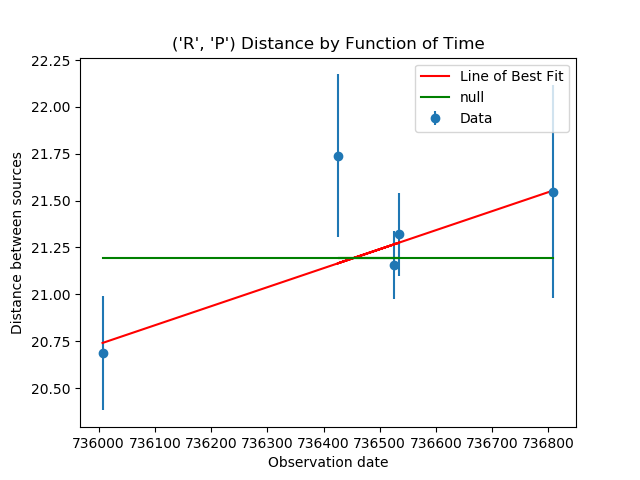 ('R', 'P') Distance by Function of Time
22.25
22.00
21.75
21.50
21.25
21.00
20.75
20.50
Distance between sources
Line of Best Fit
null
Data
736000 736100 736200 736300 736400 736500 736600 736700 736800
Observation date